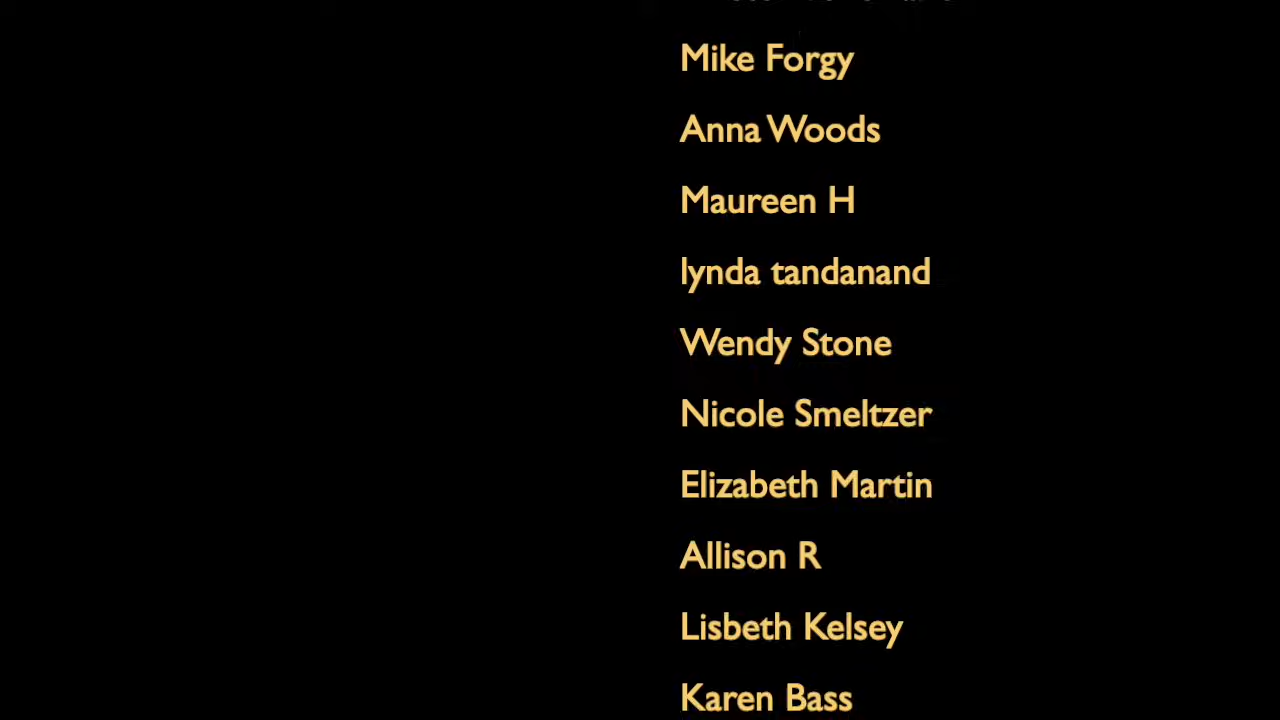 Mike Forgy
Anna Woods
Maureen H
lynda tandanand
Wendy Stone
Nicole Smeltzer
Elizabeth Martin
Allison R
Lisbeth Kelsey
Karen Bass